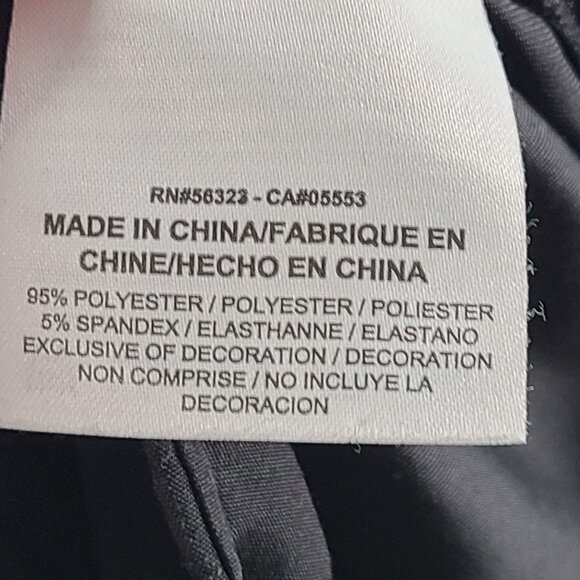 RN#56323 - CA#05553
MADE IN CHINA/FABRIQUE EN
CHINE/HECHO EN CHINA
95% POLYESTER / POLYESTER / POLIESTER
5% SPANDEX / ELASTHANNE / ELASTANO
EXCLUSIVE OF DECORATION / DECORATION
NON COMPRISE / NO INCLUYE LA
DECORACION